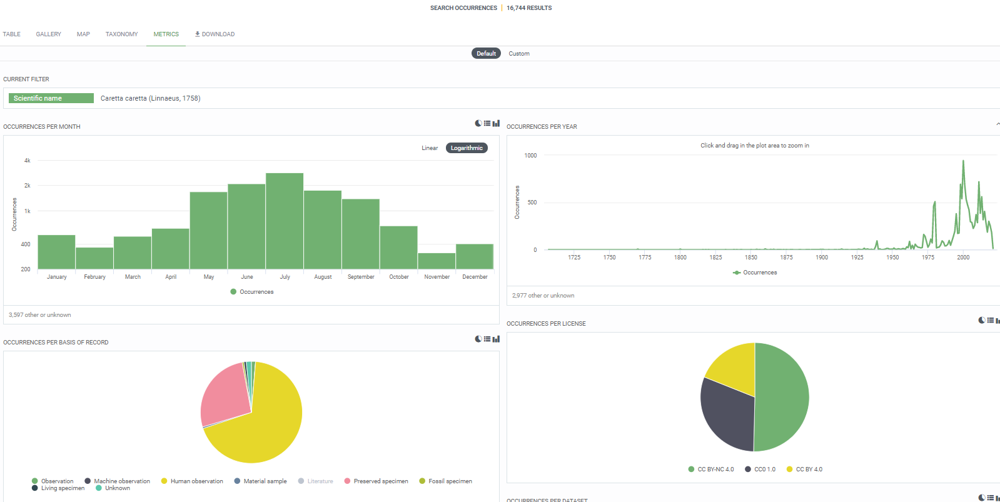 SEARCH OCCURRENCES | 16,744 RESULTS
TABLE GALLERY MAP TAXONOMY METRICS DOWNLOAD
Default Custom
CURRENT FILTER
Scientific name Caretta caretta (Linnaeus, 1758)
OCCURRENCES PER MONTH
Linear Logarithmic
4k
2k
1k
400
200
Occurrences
January February March April May June July August September October November December
Occurrences
3,597 other or unknown
OCCURRENCES PER YEAR
Click and drag in the plot area to zoom in
1000
500
0
Occurrences
1725 1750 1775 1800 1825 1850 1875 1900 1925 1950 1975 2000
Occurrences
2,977 other or unknown
OCCURRENCES PER BASIS OF RECORD
Observation Machine observation Human observation Material sample Literature Preserved specimen Fossil specimen
Living specimen Unknown
OCCURRENCES PER LICENSE
CC BY-NC 4.0 CC0 1.0 CC BY 4.0
OCCURRENCES PER DATASET